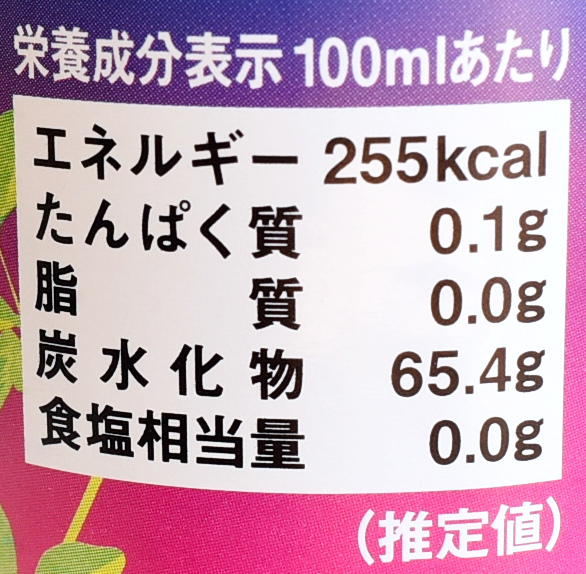 栄養成分表示 100mlあたり
エネルギー 255kcal
たんぱく質 0.1g
脂質 0.0g
炭水化物 65.4g
食塩相当量 0.0g
(推定値)